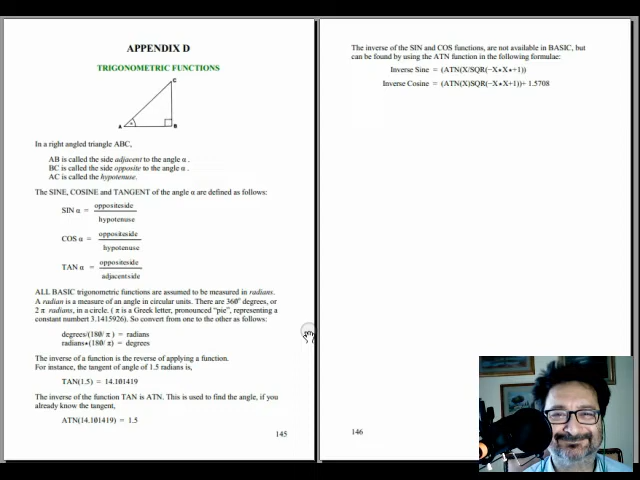 APPENDIX D
TRIGONOMETRIC FUNCTIONS
C
A
B
In a right angled triangle ABC,
AB is called the side adjacent to the angle α .
BC is called the side opposite to the angle α .
AC is called the hypotenuse.
The SINE, COSINE and TANGENT of the angle α are defined as follows:
SIN α = oppositeside
hypotenuse
COS α = oppositeside
hypotenuse
TAN α = oppositeside
adjacentside
ALL BASIC trigonometric functions are assumed to be measured in radians.
A radian is a measure of an angle in circular units. There are 360° degrees, or
2 π radians, in a circle. ( π is a Greek letter, pronounced "pie", representing a
constant number 3.1415926). So convert from one to the other as follows:
degrees/(180/ π ) = radians
radians*(180/ π) = degrees
The inverse of a function is the reverse of applying a function.
For instance, the tangent of angle of 1.5 radians is,
TAN(1.5) = 14.101419
The inverse of the function TAN is ATN. This is used to find the angle, if you
already know the tangent,
ATN(14.101419) = 1.5
145
The inverse of the SIN and COS functions, are not available in BASIC, but
can be found by using the ATN function in the following formulae:
Inverse Sine = (ATN(X/SQR(−X*X*+1))
Inverse Cosine = (ATN(X)SQR(−X*X+1))+ 1.5708
146